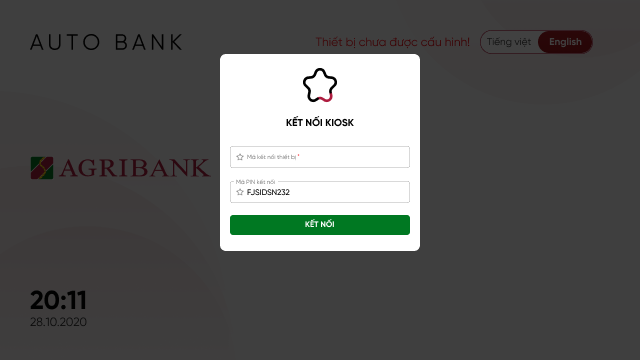 AUTO BANK
Thiết bị chưa được cấu hình!
Tiếng việt
English
KẾT NỐI KIOSK
Mã kết nối thiết bị *
Mã PIN kết nối
FJSIDSN232
KẾT NỐI
AGRIBANK
20:11
28.10.2020